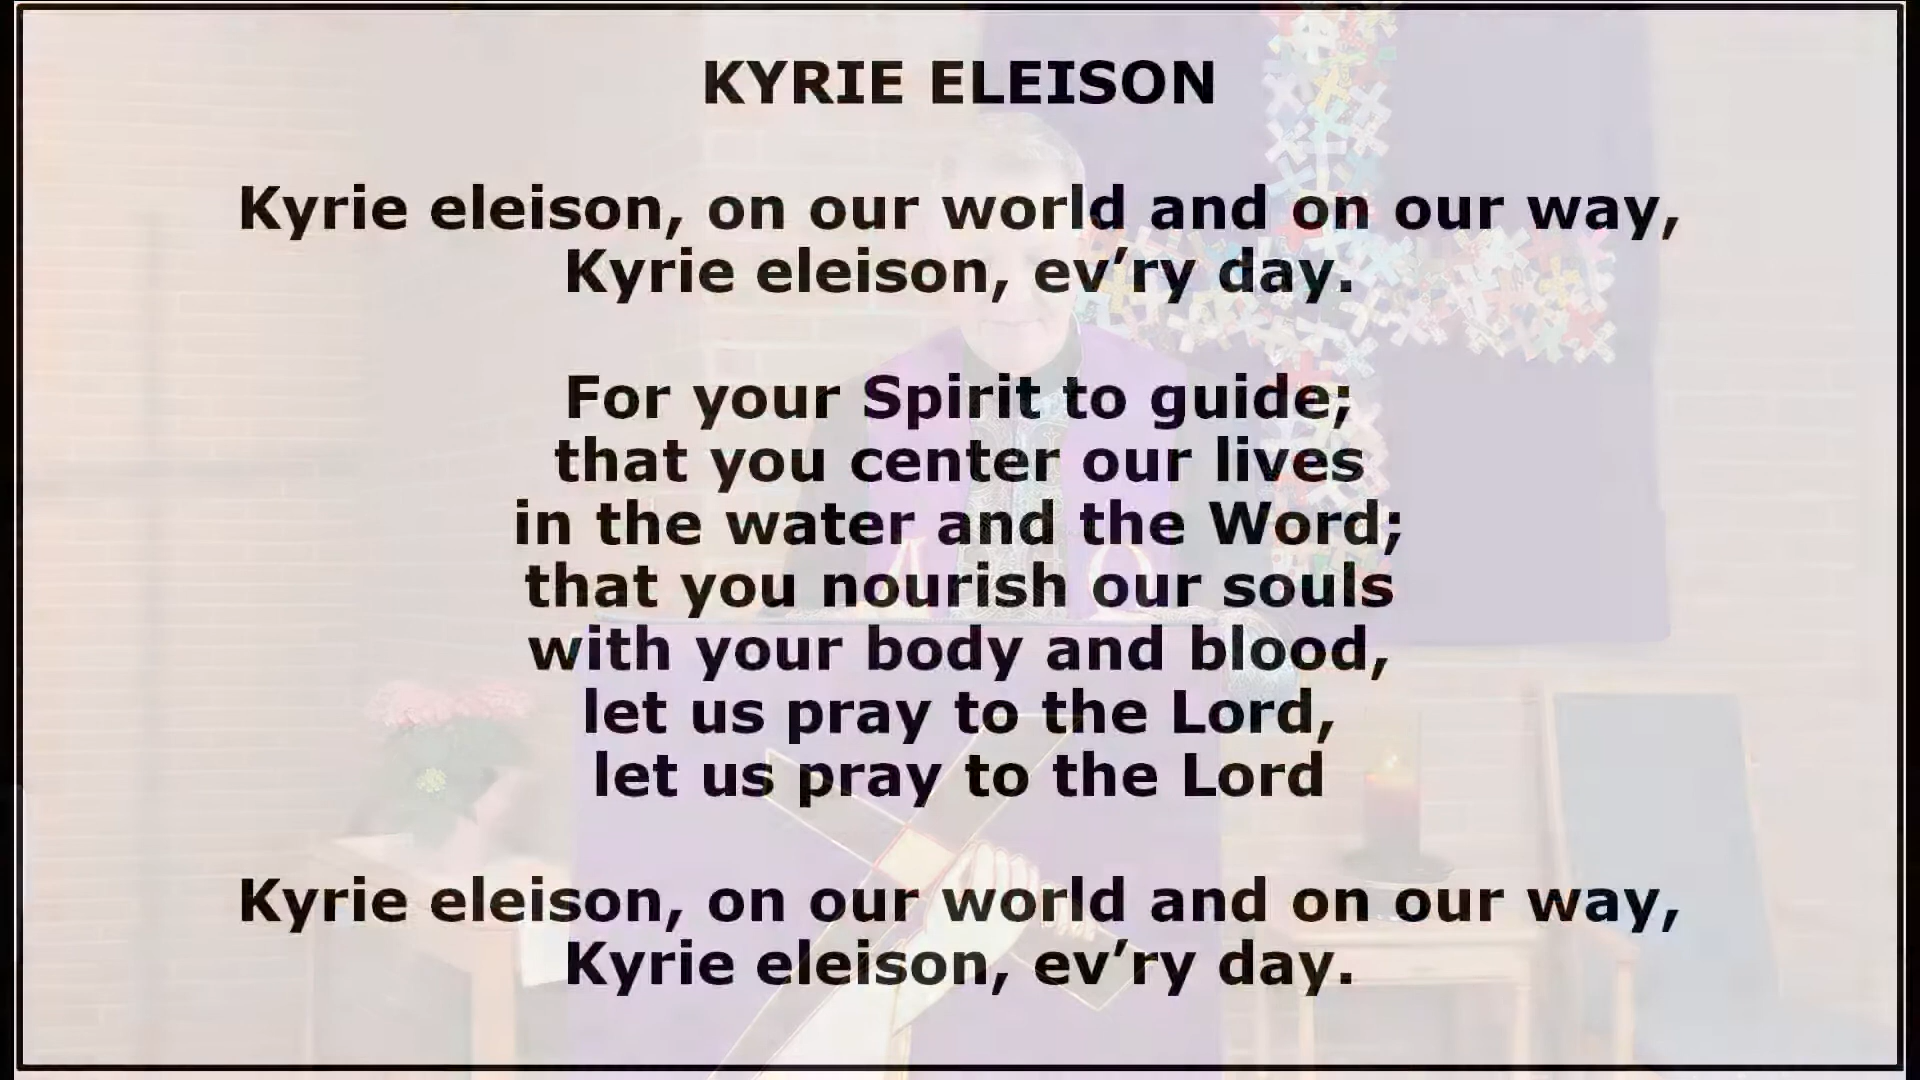 KYRIE ELEISON
Kyrie eleison, on our world and on our way,
Kyrie eleison, ev’ry day.
For your Spirit to guide;
that you center our lives
in the water and the Word;
that you nourish our souls
with your body and blood,
let us pray to the Lord,
let us pray to the Lord
Kyrie eleison, on our world and on our way,
Kyrie eleison, ev’ry day.